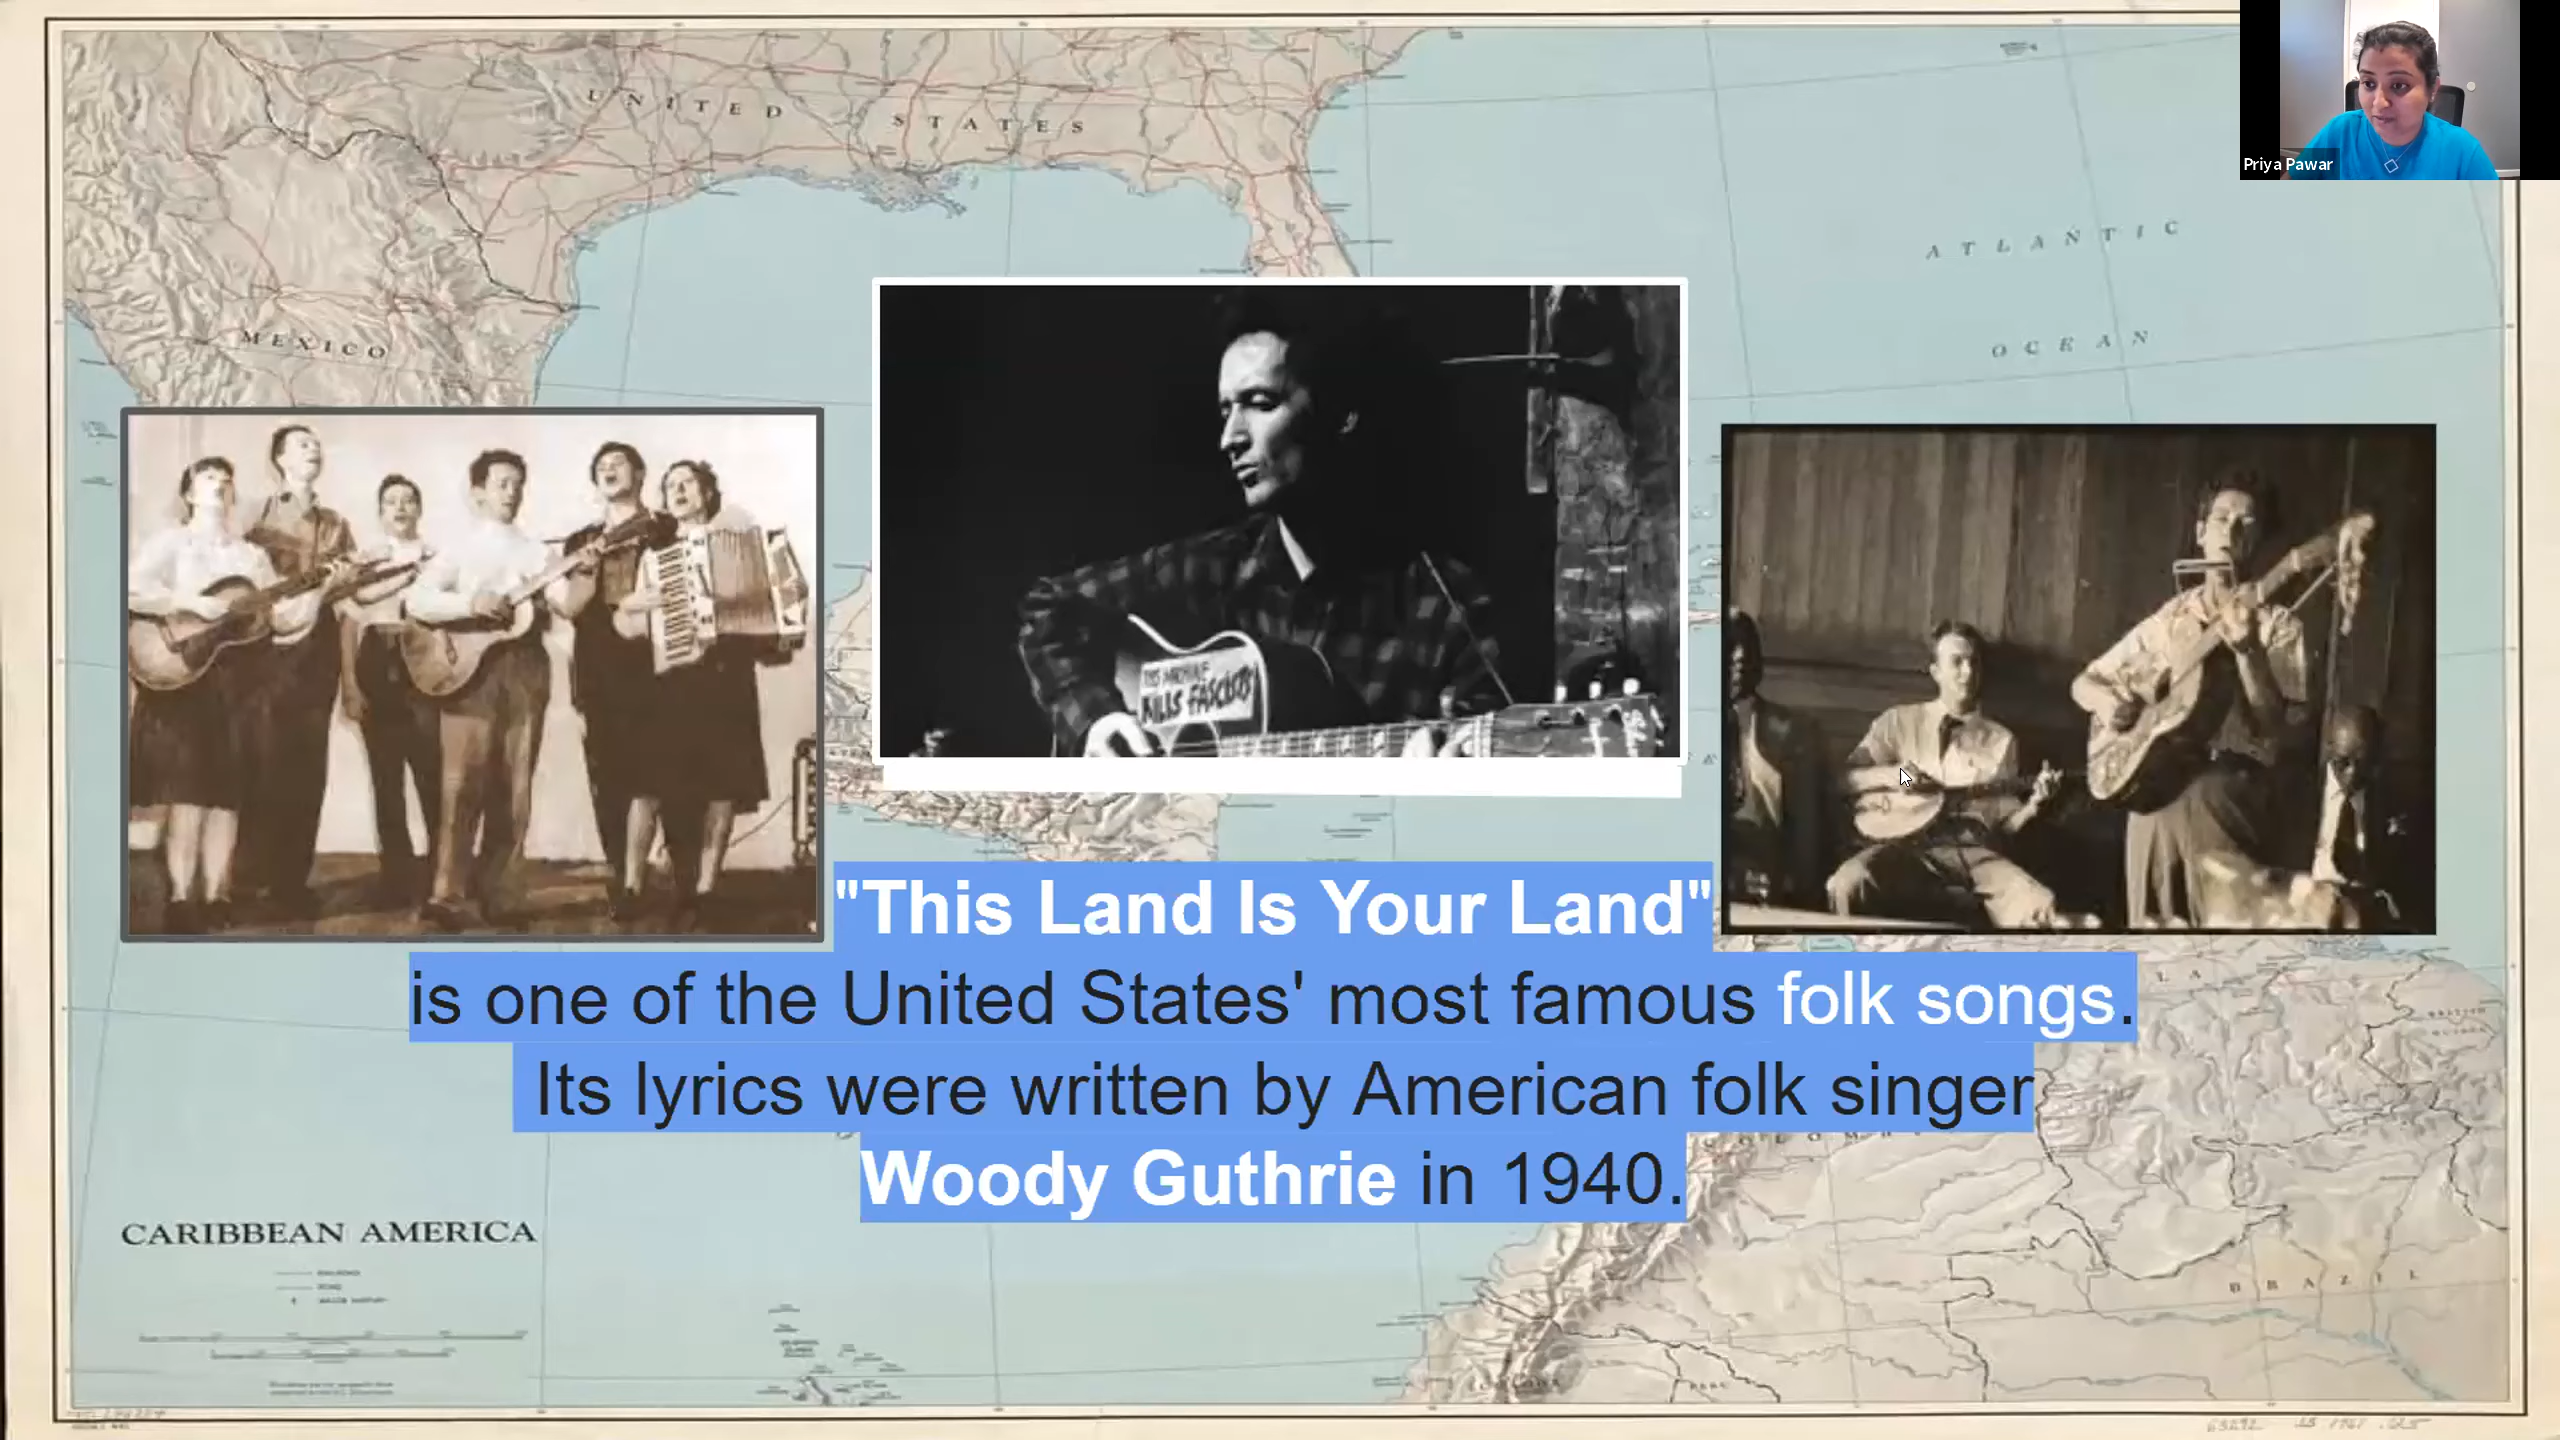 UNITED STATES
Priya Pawar
ATLANTIC
OCEAN
MEXICO
THIS MACHINE
KILLS FASCISTS
"This Land Is Your Land"
is one of the United States' most famous folk songs.
Its lyrics were written by American folk singer
Woody Guthrie in 1940.
CARIBBEAN AMERICA
BRAZIL